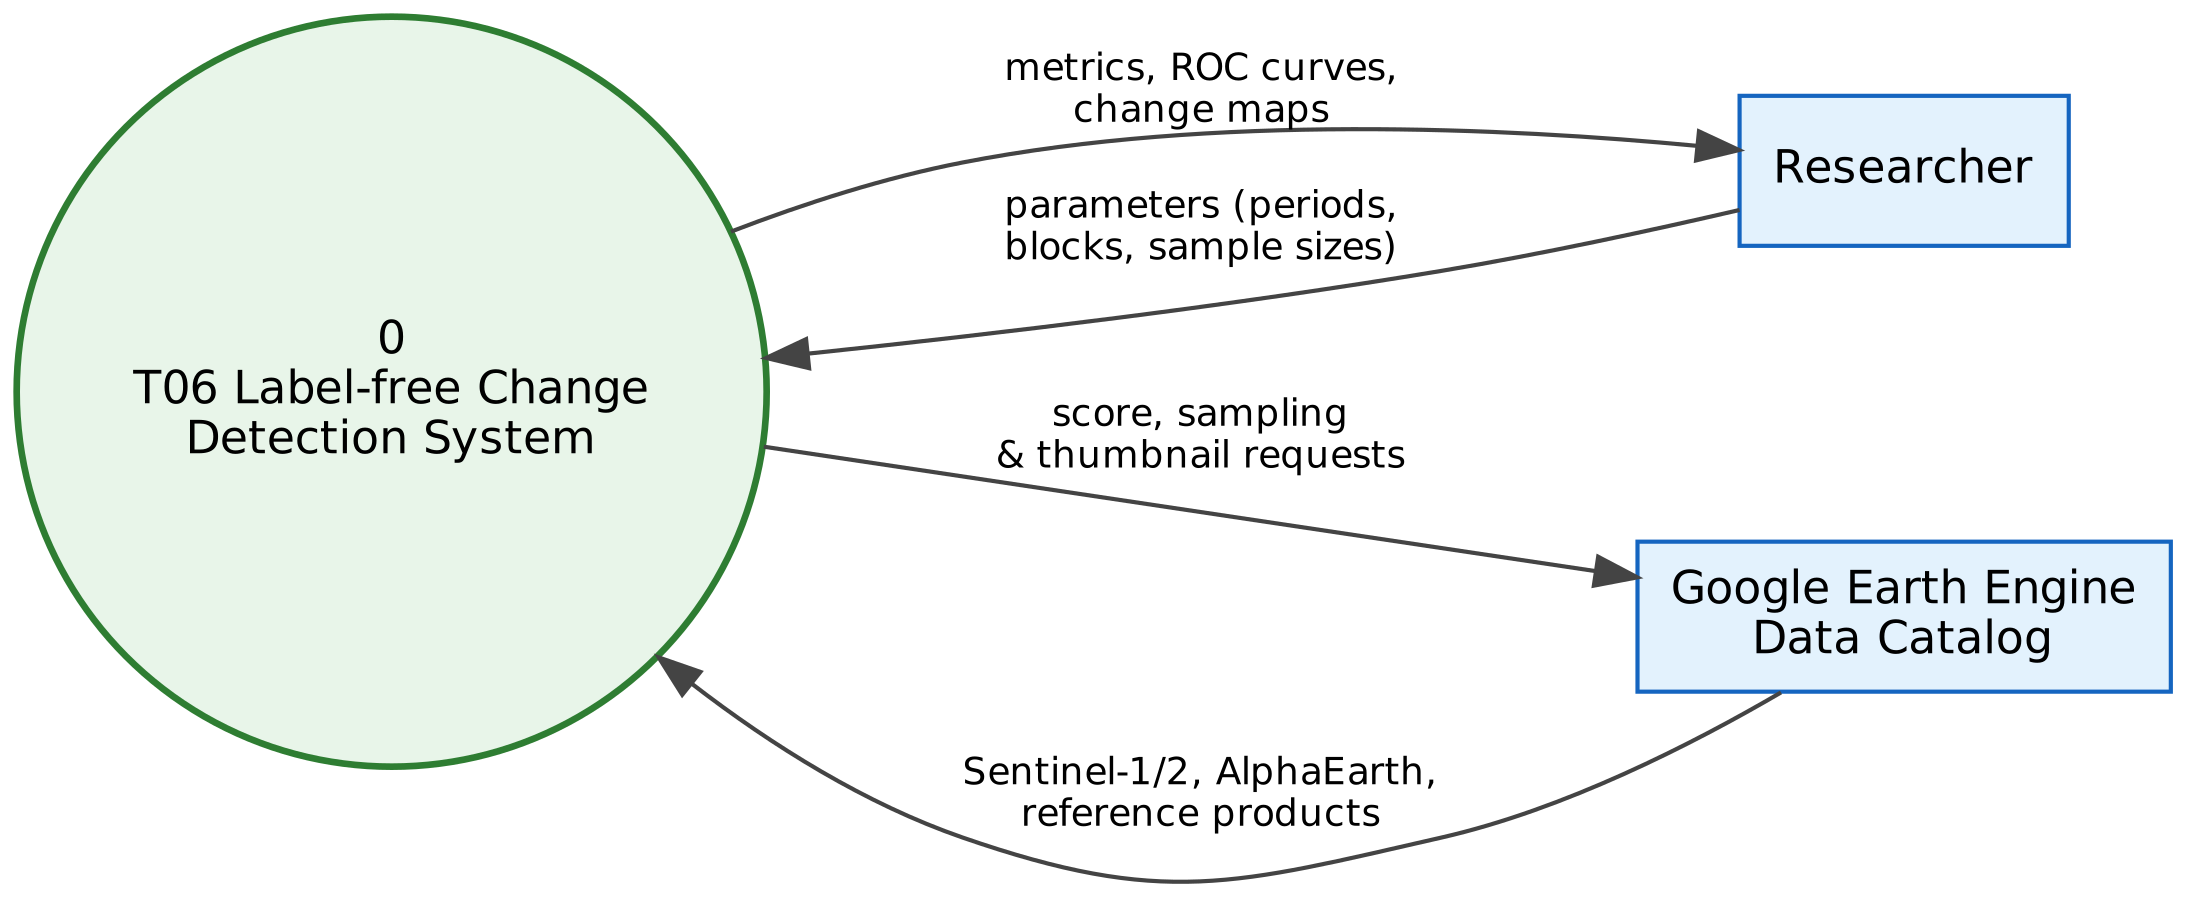 metrics, ROC curves,
change maps
Researcher
parameters (periods,
blocks, sample sizes)
0
T06 Label-free Change
Detection System
score, sampling
& thumbnail requests
Google Earth Engine
Data Catalog
Sentinel-1/2, AlphaEarth,
reference products